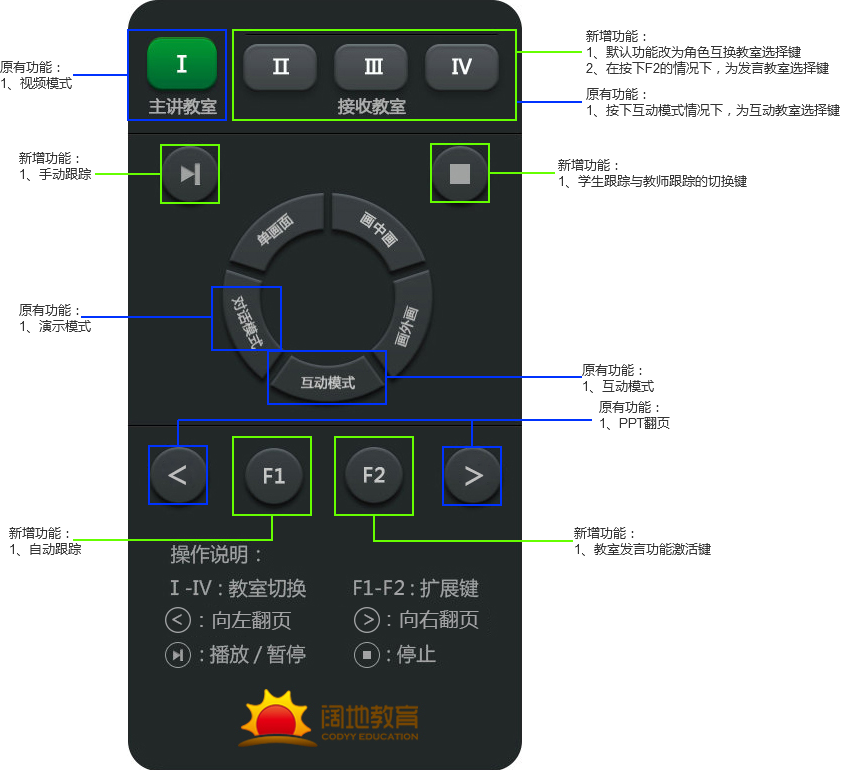 新增功能：
1、默认功能改为角色互换教室选择键
2、在按下F2的情况下，为发言教室选择键
原有功能：
1、视频模式
I
II
III
IV
主讲教室
接收教室
原有功能：
1、按下互动模式情况下，为互动教室选择键
新增功能：
1、手动跟踪
新增功能：
1、学生跟踪与教师跟踪的切换键
单画面
画中画
对话模式
画外画
互动模式
原有功能：
1、演示模式
原有功能：
1、互动模式
原有功能：
1、PPT翻页
<
F1
F2
>
新增功能：
1、自动跟踪
新增功能：
1、教室发言功能激活键
操作说明：
I-IV：教室切换 F1-F2：扩展键
<：向左翻页 >：向右翻页
：播放/暂停 ：停止
阔地教育
CODYY EDUCATION